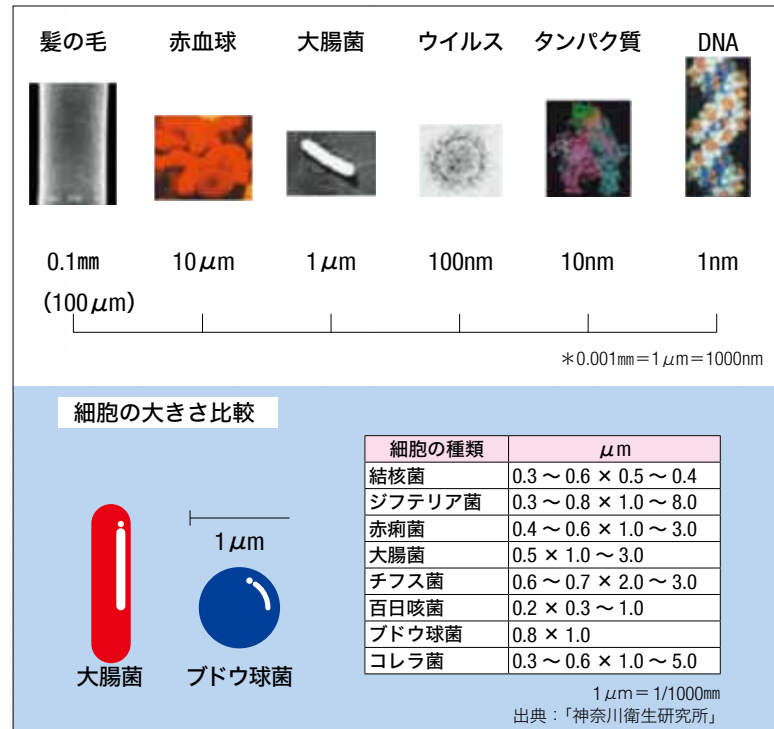 髪の毛 赤血球 大腸菌 ウイルス タンパク質 DNA
0.1㎜ 10μm 1μm 100nm 10nm 1nm
(100μm)
＊0.001㎜＝1μm＝1000nm
細胞の大きさ比較
細胞の種類 μm
結核菌 0.3 ～ 0.6 × 0.5 ～ 0.4
ジフテリア菌 0.3 ～ 0.8 × 1.0 ～ 8.0
赤痢菌 0.4 ～ 0.6 × 1.0 ～ 3.0
大腸菌 0.5 × 1.0 ～ 3.0
チフス菌 0.6 ～ 0.7 × 2.0 ～ 3.0
百日咳菌 0.2 × 0.3 ～ 1.0
ブドウ球菌 0.8 × 1.0
コレラ菌 0.3 ～ 0.6 × 1.0 ～ 5.0
1μm
大腸菌 ブドウ球菌
1μm＝1/1000㎜
出典：「神奈川衛生研究所」